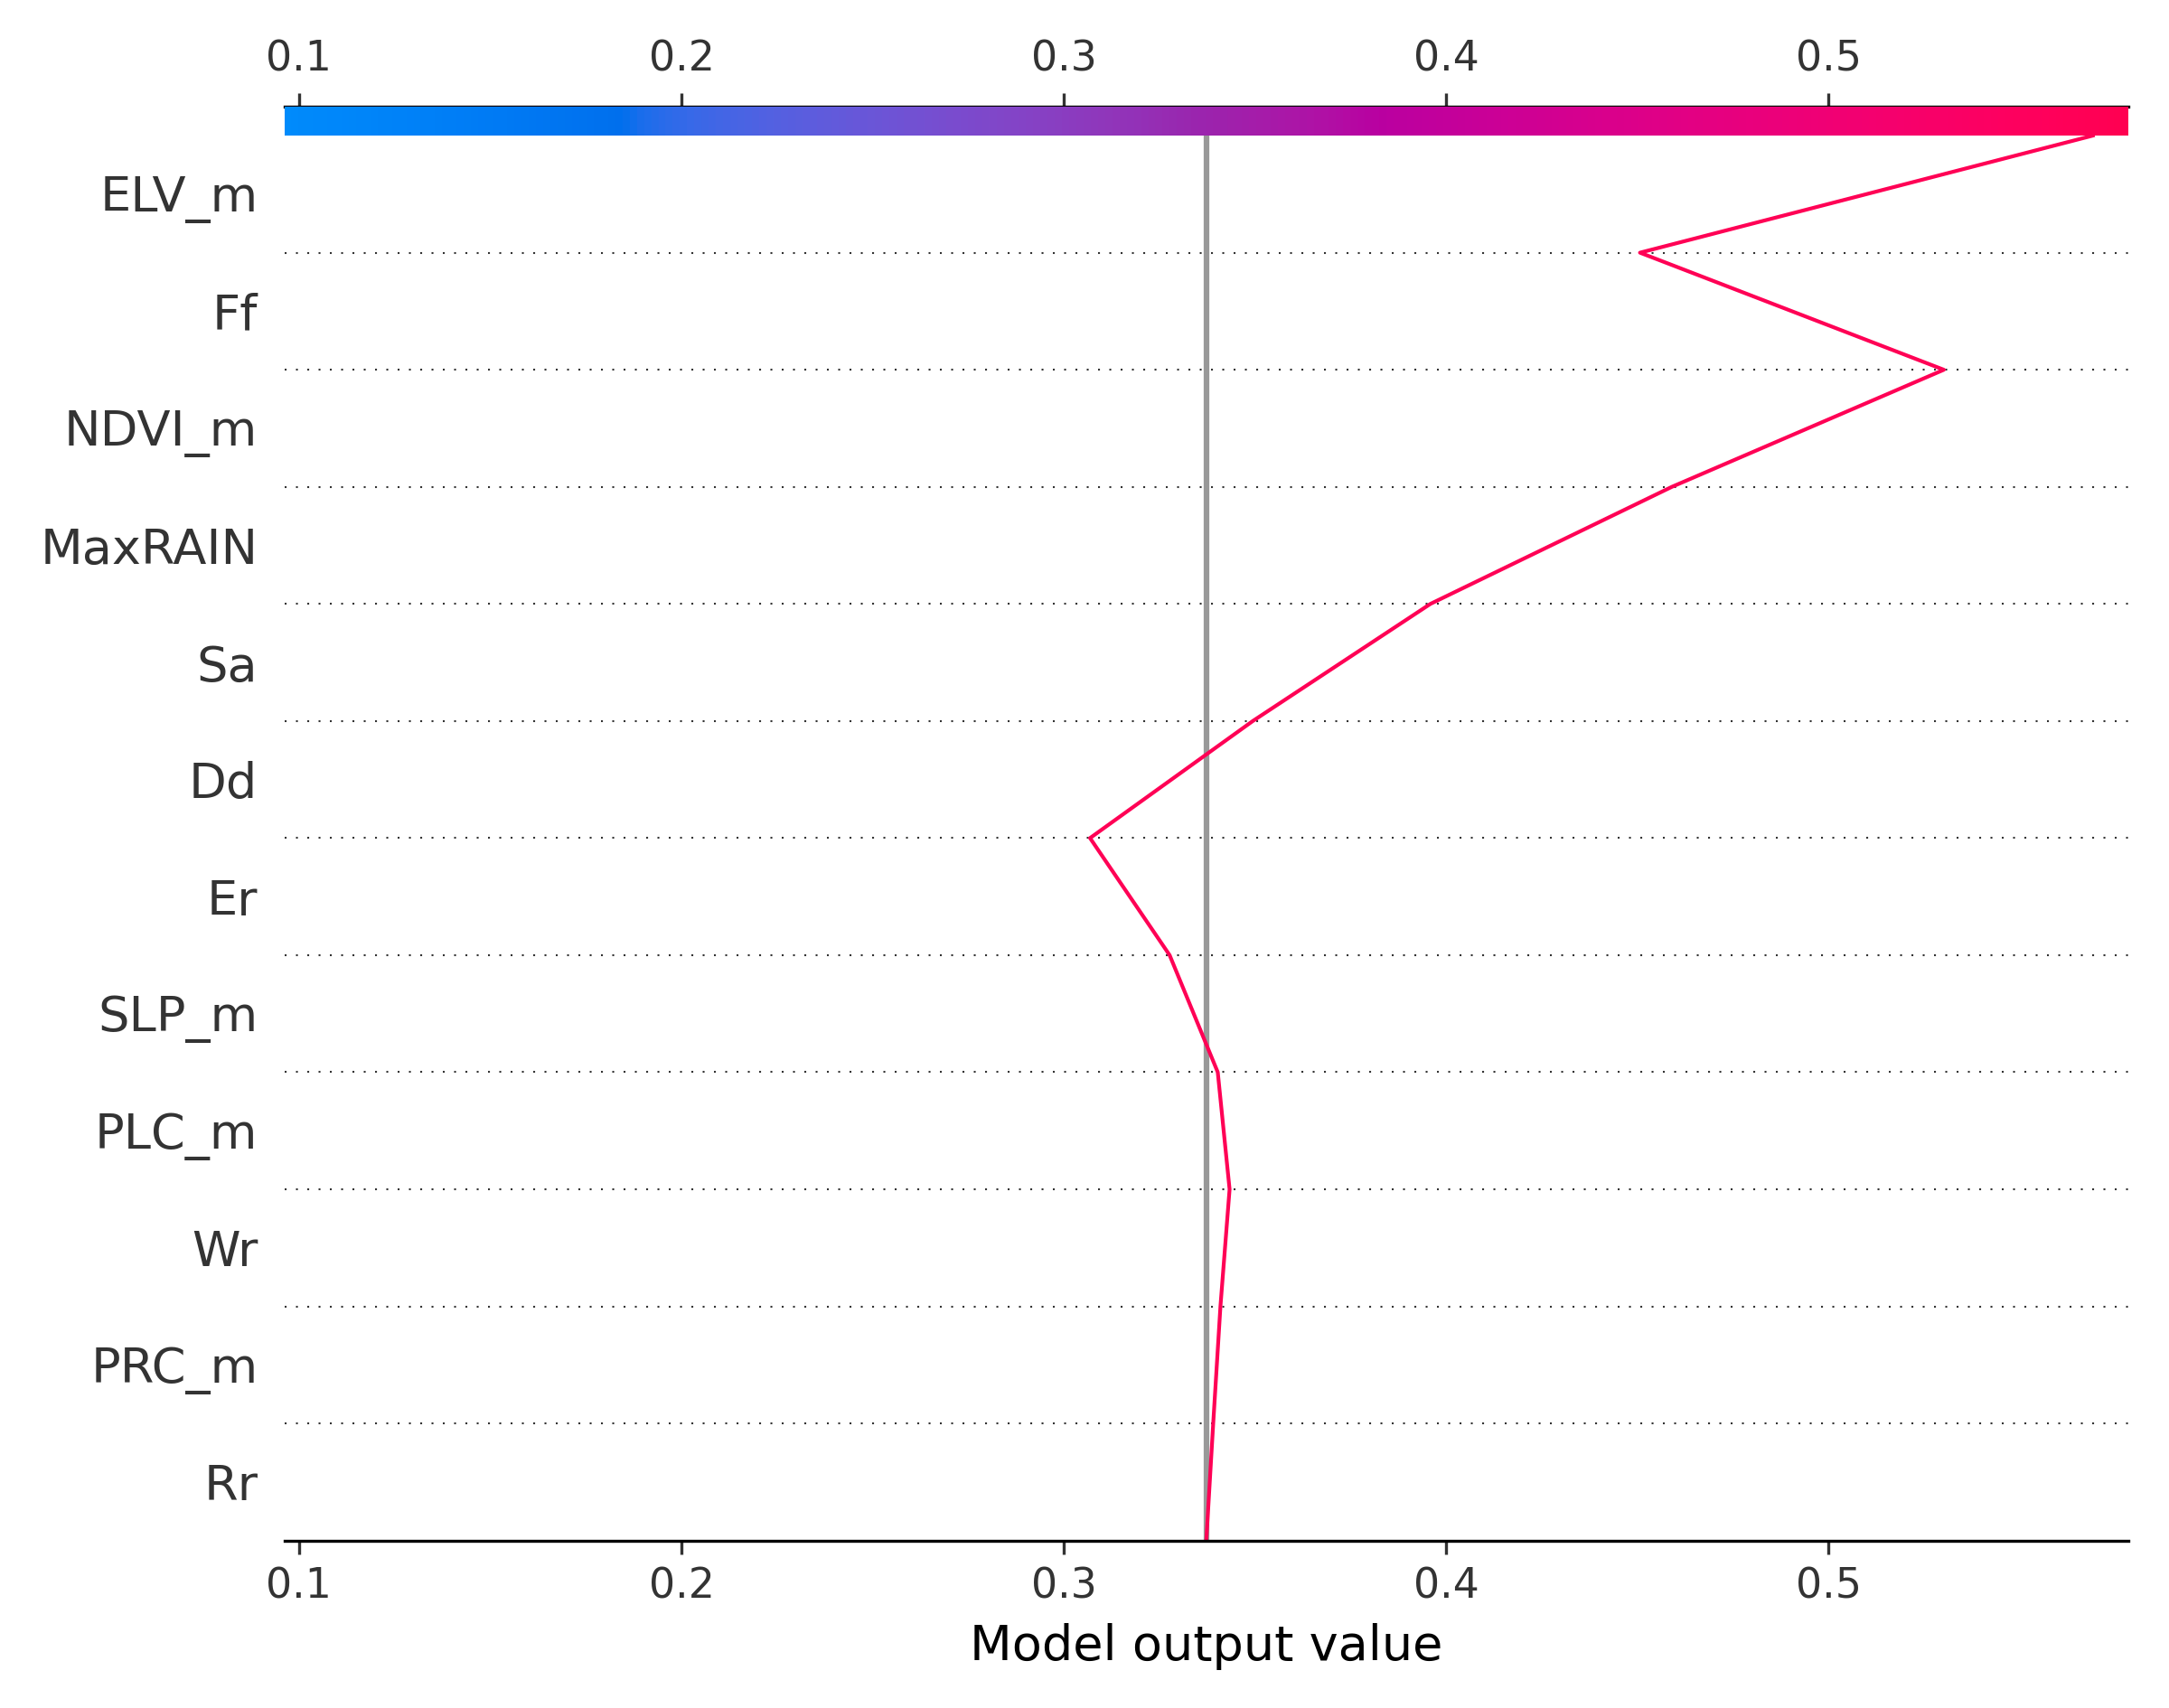 0.1 0.2 0.3 0.4 0.5
ELV_m
Ff
NDVI_m
MaxRAIN
Sa
Dd
Er
SLP_m
PLC_m
Wr
PRC_m
Rr
0.1 0.2 0.3 0.4 0.5
Model output value